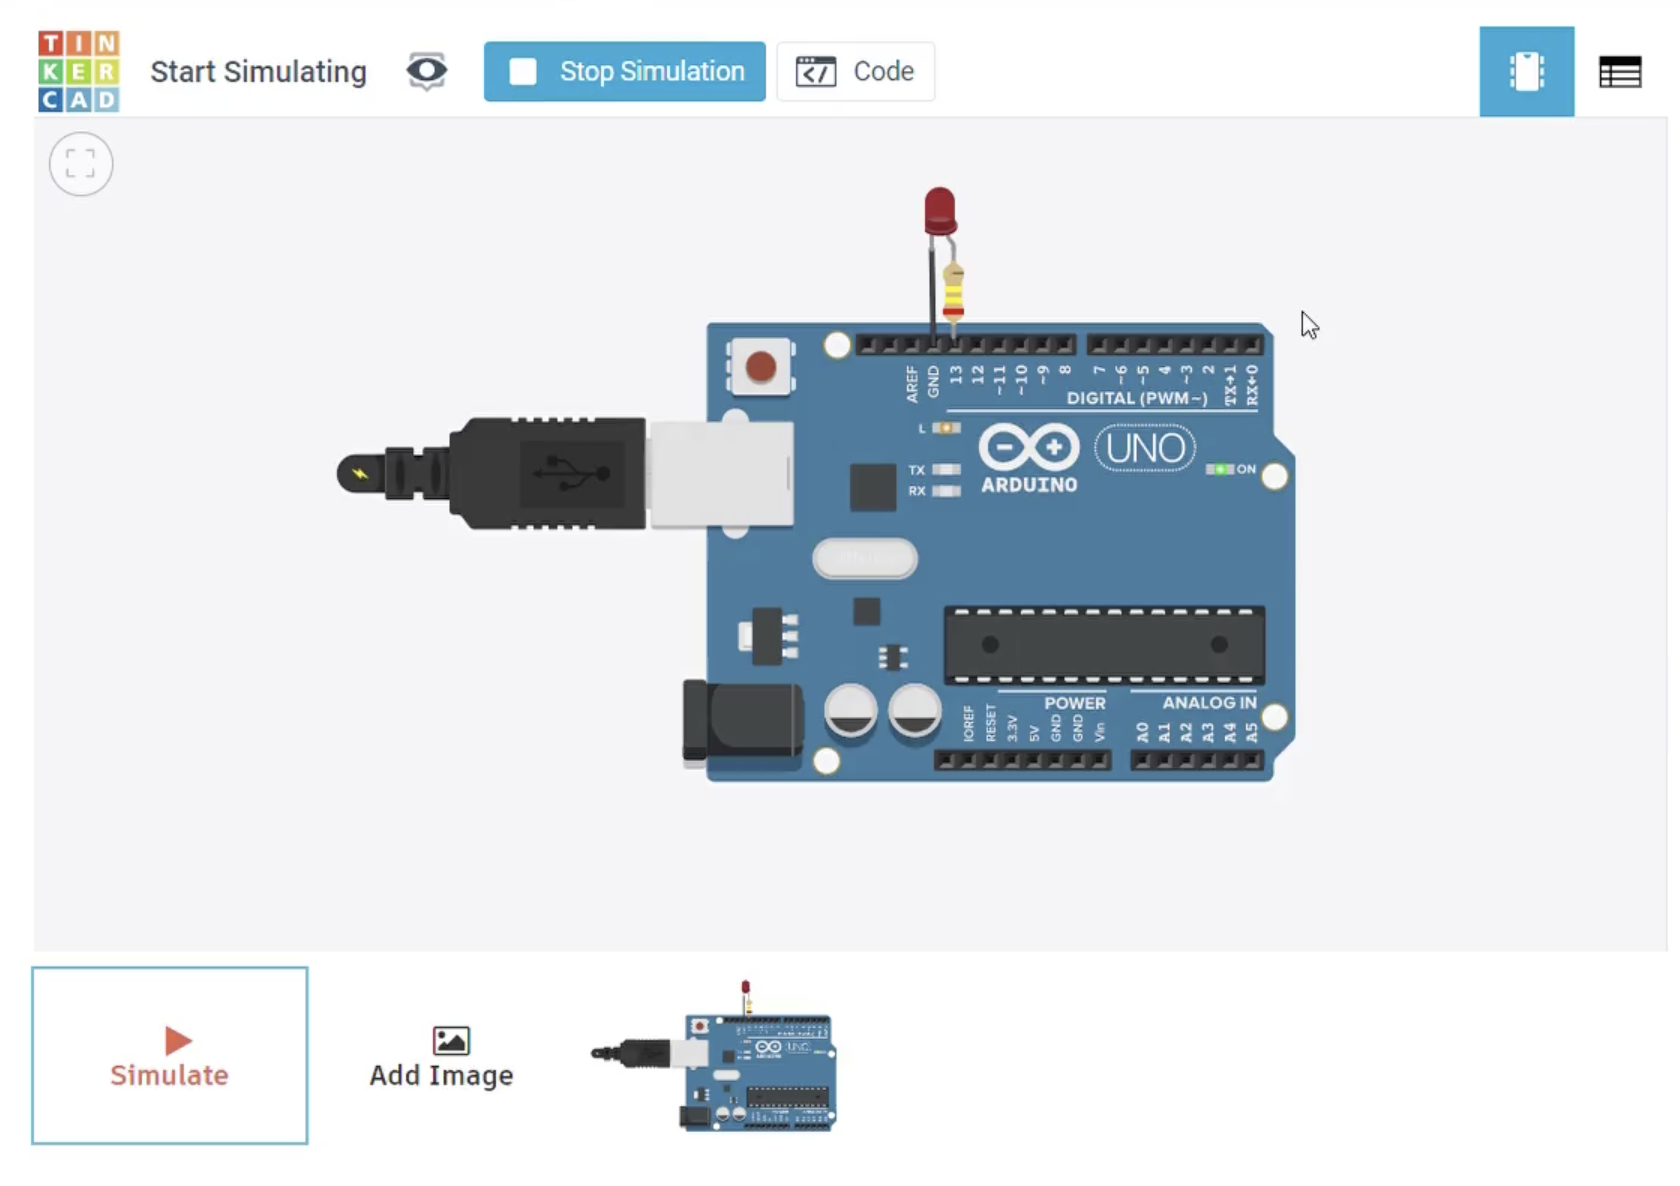 TIN
KER
CAD
Start Simulating
Stop Simulation
Code
AREF
GND
13
12
~11
~10
~9
8
7
~6
~5
4
~3
2
TX→1
RX←0
DIGITAL (PWM~)
L
TX
RX
UNO
ARDUINO
ON
POWER
ANALOG IN
IOREF
RESET
3.3V
5V
GND
GND
Vin
A0
A1
A2
A3
A4
A5
Simulate
Add Image